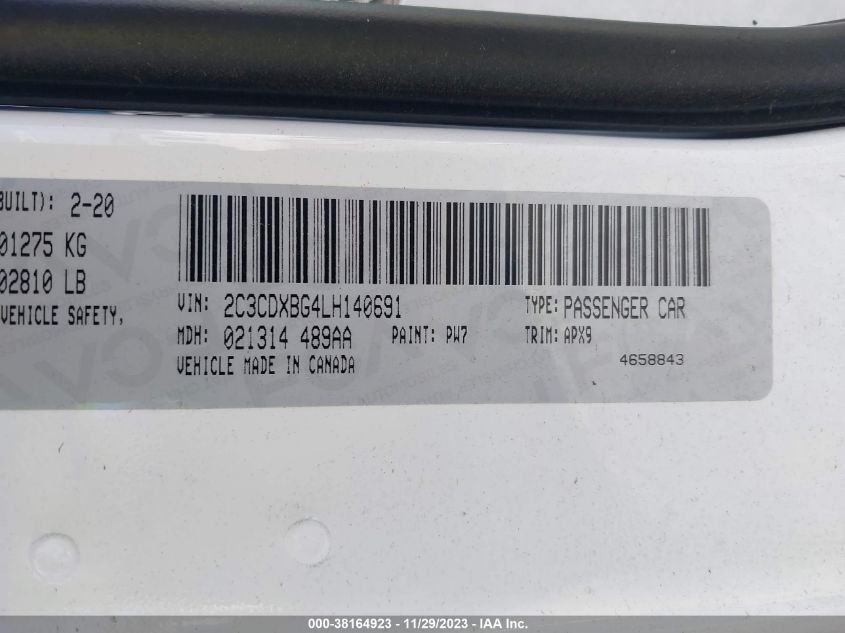 BUILT): 2-20
01275 KG
02810 LB
VEHICLE SAFETY,
VIN: 2C3CDXBG4LH140691 TYPE: PASSENGER CAR
MDH: 021314 489AA PAINT: PW7 TRIM: APX9
VEHICLE MADE IN CANADA 4658843
000-38164923 - 11/29/2023 - IAA Inc.